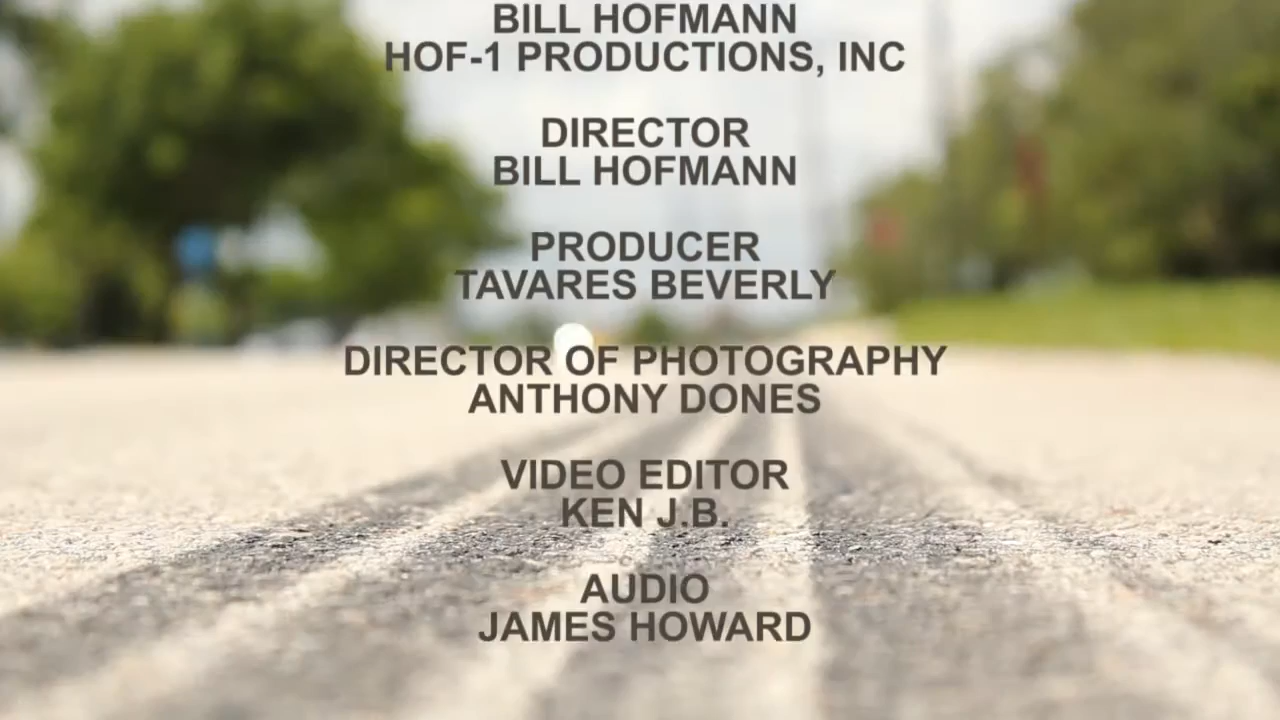 BILL HOFMANN
HOF-1 PRODUCTIONS, INC
DIRECTOR
BILL HOFMANN
PRODUCER
TAVARES BEVERLY
DIRECTOR OF PHOTOGRAPHY
ANTHONY DONES
VIDEO EDITOR
KEN J.B.
AUDIO
JAMES HOWARD